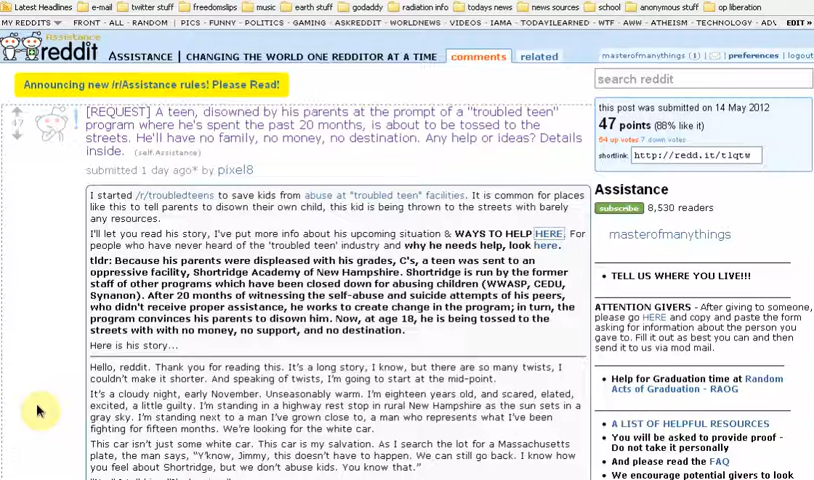 Latest Headlines e-mail twitter stuff freedomslips music earth stuff godaddy radiation info todays news news sources school anonymous stuff op liberation
MY REDDITS FRONT - ALL - RANDOM | PICS - FUNNY - POLITICS - GAMING - ASKREDDIT - WORLDNEWS - VIDEOS - IAMA - TODAYILEARNED - WTF - AWW - ATHEISM - TECHNOLOGY - ADV EDIT »
Assistance
reddit ASSISTANCE | CHANGING THE WORLD ONE REDDITOR AT A TIME comments related
masterofmanythings (1) | preferences | logout
Announcing new /r/Assistance rules! Please Read!
47
[REQUEST] A teen, disowned by his parents at the prompt of a "troubled teen"
program where he's spent the past 20 months, is about to be tossed to the
streets. He'll have no family, no money, no destination. Any help or ideas? Details
inside. (self.Assistance)
submitted 1 day ago* by pixel8
I started /r/troubledteens to save kids from abuse at "troubled teen" facilities. It is common for places
like this to tell parents to disown their own child, this kid is being thrown to the streets with barely
any resources.
I'll let you read his story, I've put more info about his upcoming situation & WAYS TO HELP HERE. For
people who have never heard of the 'troubled teen' industry and why he needs help, look here.
tldr: Because his parents were displeased with his grades, C's, a teen was sent to an
oppressive facility, Shortridge Academy of New Hampshire. Shortridge is run by the former
staff of other programs which have been closed down for abusing children (WWASP, CEDU,
Synanon). After 20 months of witnessing the self-abuse and suicide attempts of his peers,
who didn't receive proper assistance, he works to create change in the program; in turn, the
program convinces his parents to disown him. Now, at age 18, he is being tossed to the
streets with with no money, no support, and no destination.
Here is his story...
Hello, reddit. Thank you for reading this. It's a long story, I know, but there are so many twists, I
couldn't make it shorter. And speaking of twists, I'm going to start at the mid-point.
It's a cloudy night, early November. Unseasonably warm. I'm eighteen years old, and scared, elated,
excited, a little guilty. I'm standing in a highway rest stop in rural New Hampshire as the sun sets in a
gray sky. I'm standing next to a man I've grown close to, a man who represents what I've been
fighting for fifteen months. We're looking for the white car.
This car isn't just some white car. This car is my salvation. As I search the lot for a Massachusetts
plate, the man says, "Y'know, Jimmy, this doesn't have to happen. We can still go back. I know how
you feel about Shortridge, but we don't abuse kids. You know that."
search reddit
this post was submitted on 14 May 2012
47 points (88% like it)
54 up votes 7 down votes
shortlink: http://redd.it/tlqtw
Assistance
subscribe 8,530 readers
masterofmanythings
• TELL US WHERE YOU LIVE!!!
ATTENTION GIVERS - After giving to someone,
please go HERE and copy and paste the form
asking for information about the person you
gave to. Fill it out as best you can and then
send it to us via mod mail.
• Help for Graduation time at Random
Acts of Graduation - RAOG
• A LIST OF HELPFUL RESOURCES
• You will be asked to provide proof -
Do not take it personally
• And please read the FAQ
• We encourage potential givers to look